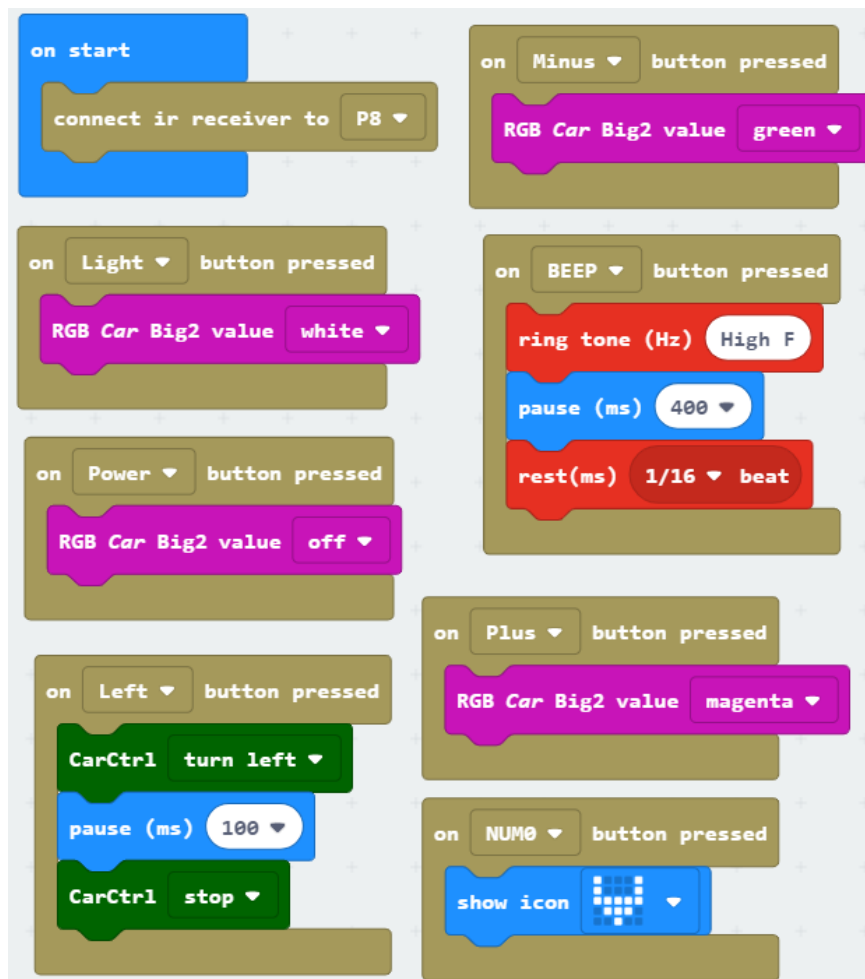 on start
connect ir receiver to P8
on Minus button pressed
RGB Car Big2 value green
on Light button pressed
RGB Car Big2 value white
on BEEP button pressed
ring tone (Hz) High F
pause (ms) 400
rest(ms) 1/16 beat
on Power button pressed
RGB Car Big2 value off
on Plus button pressed
RGB Car Big2 value magenta
on Left button pressed
CarCtrl turn left
pause (ms) 100
CarCtrl stop
on NUM0 button pressed
show icon